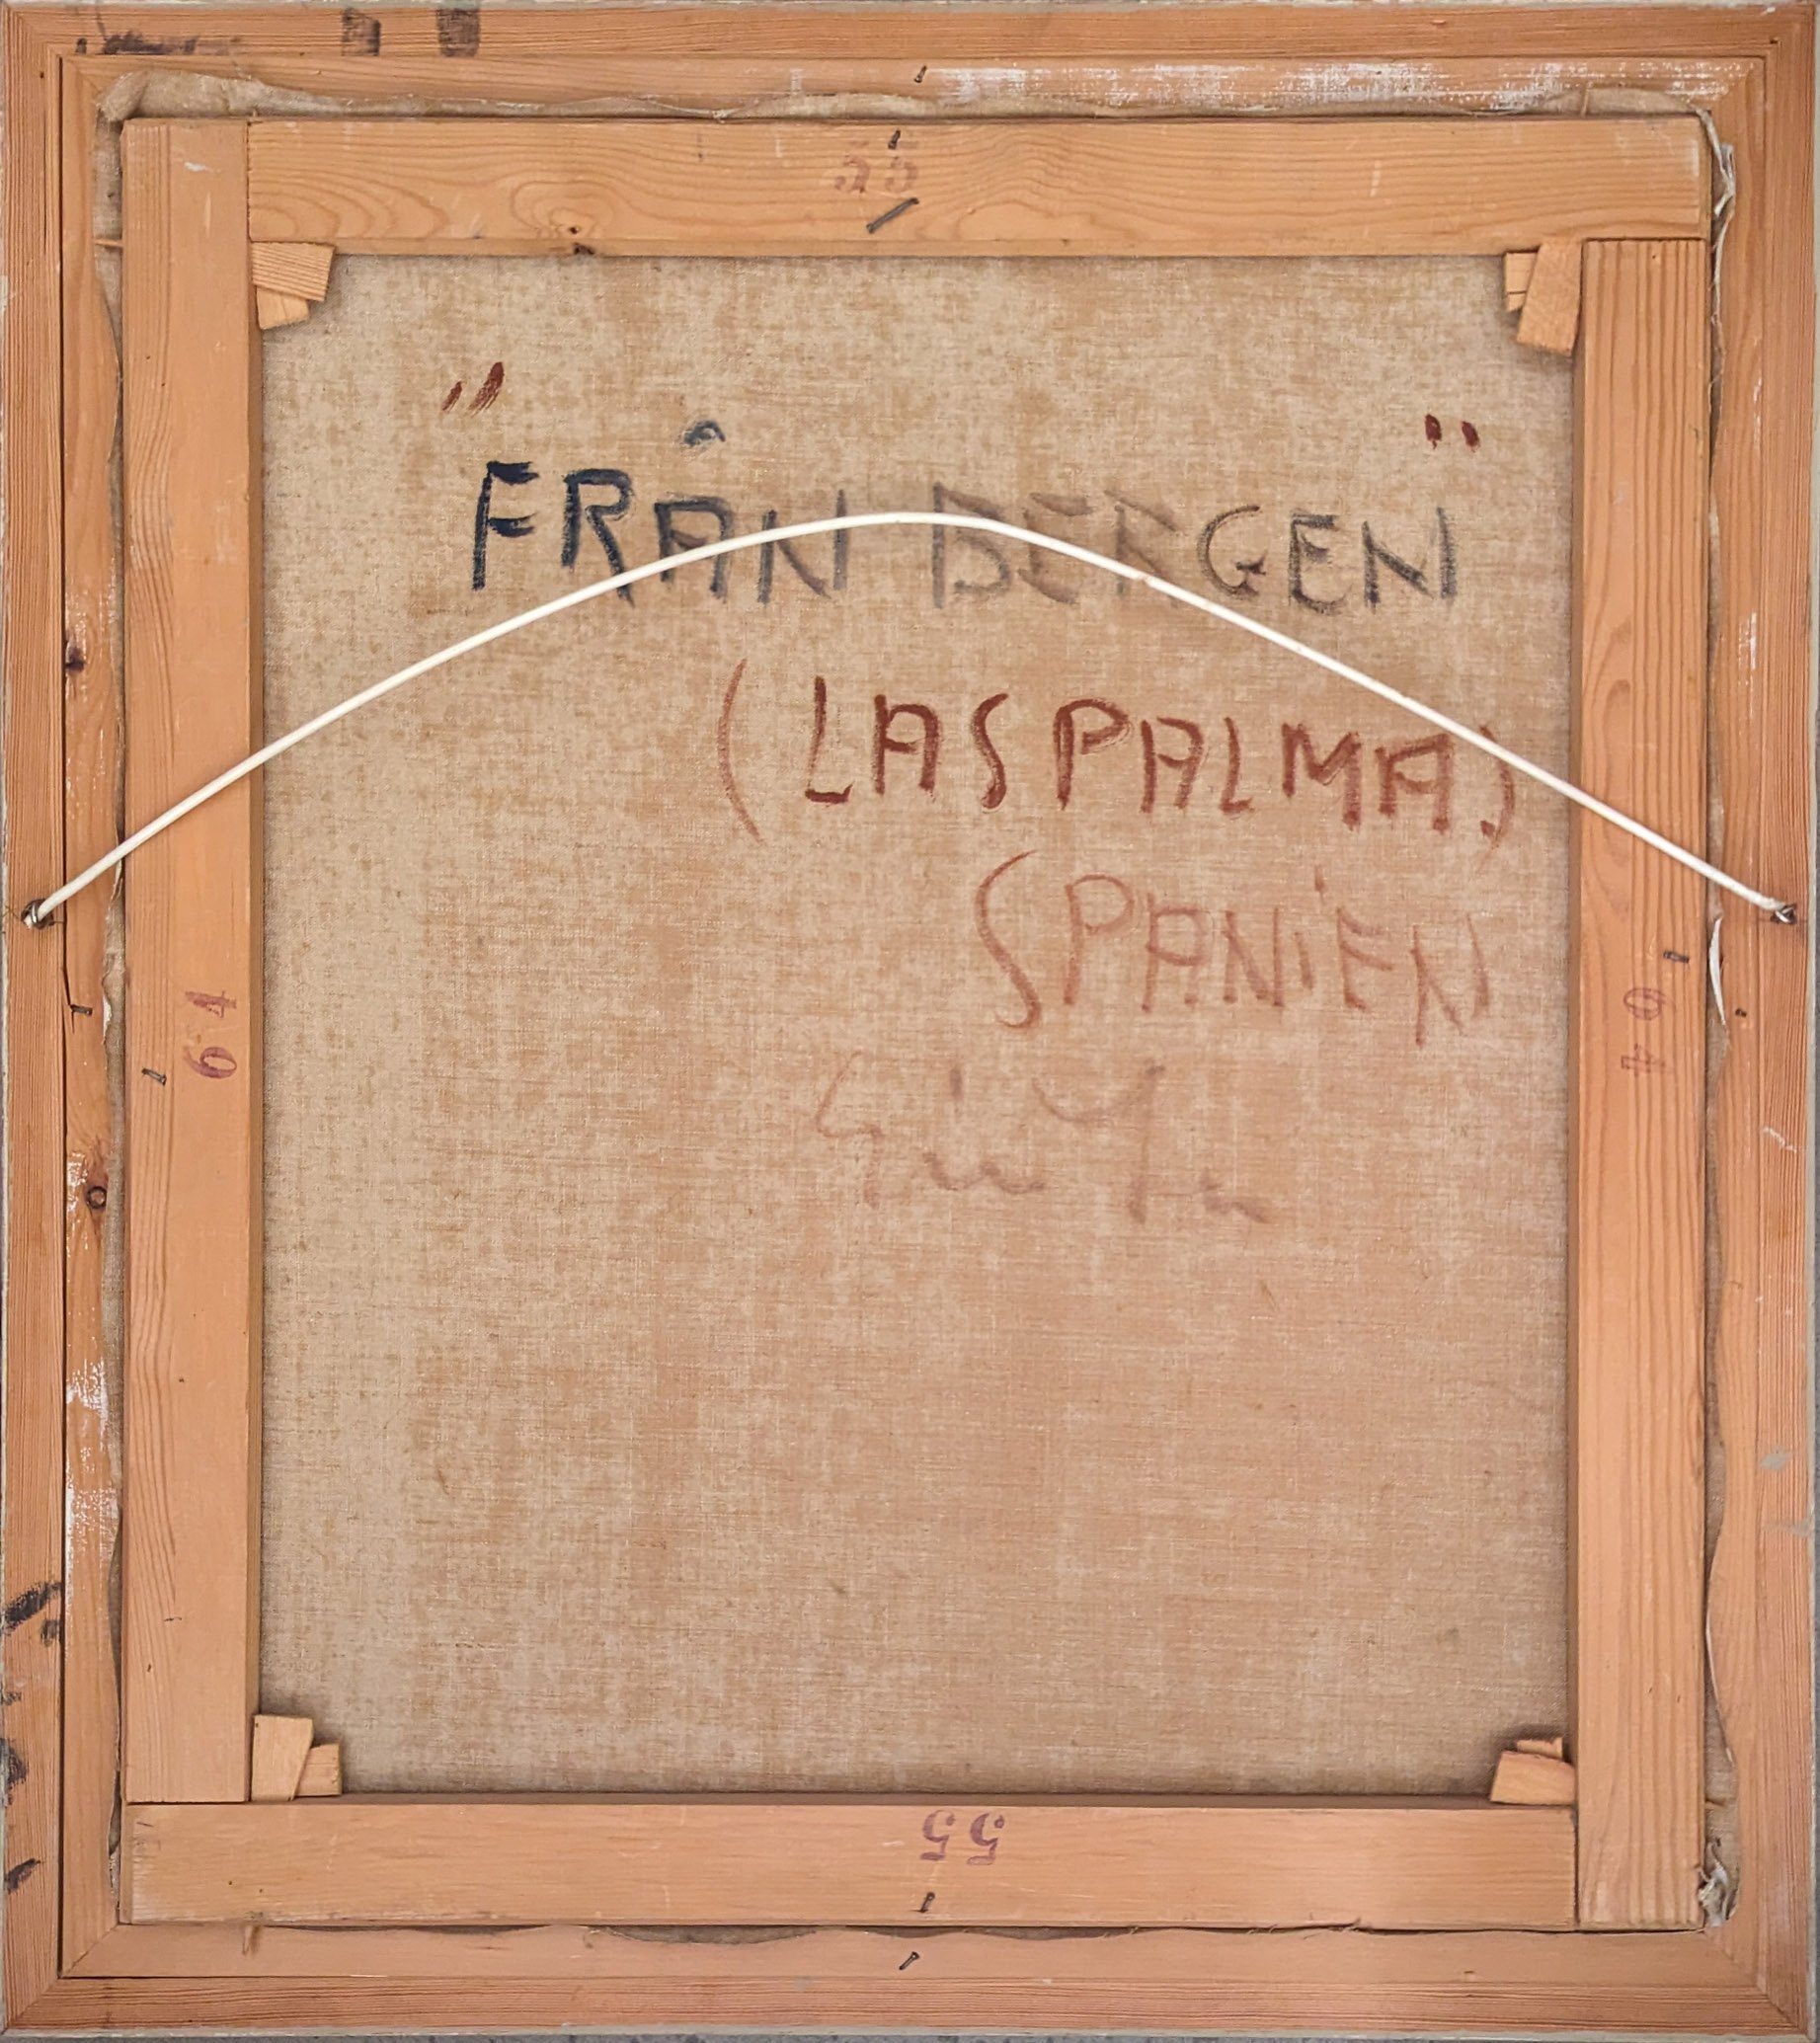 55
"FRÅN BERGEN"
(LAS PALMA)
SPANIEN
64
64
55